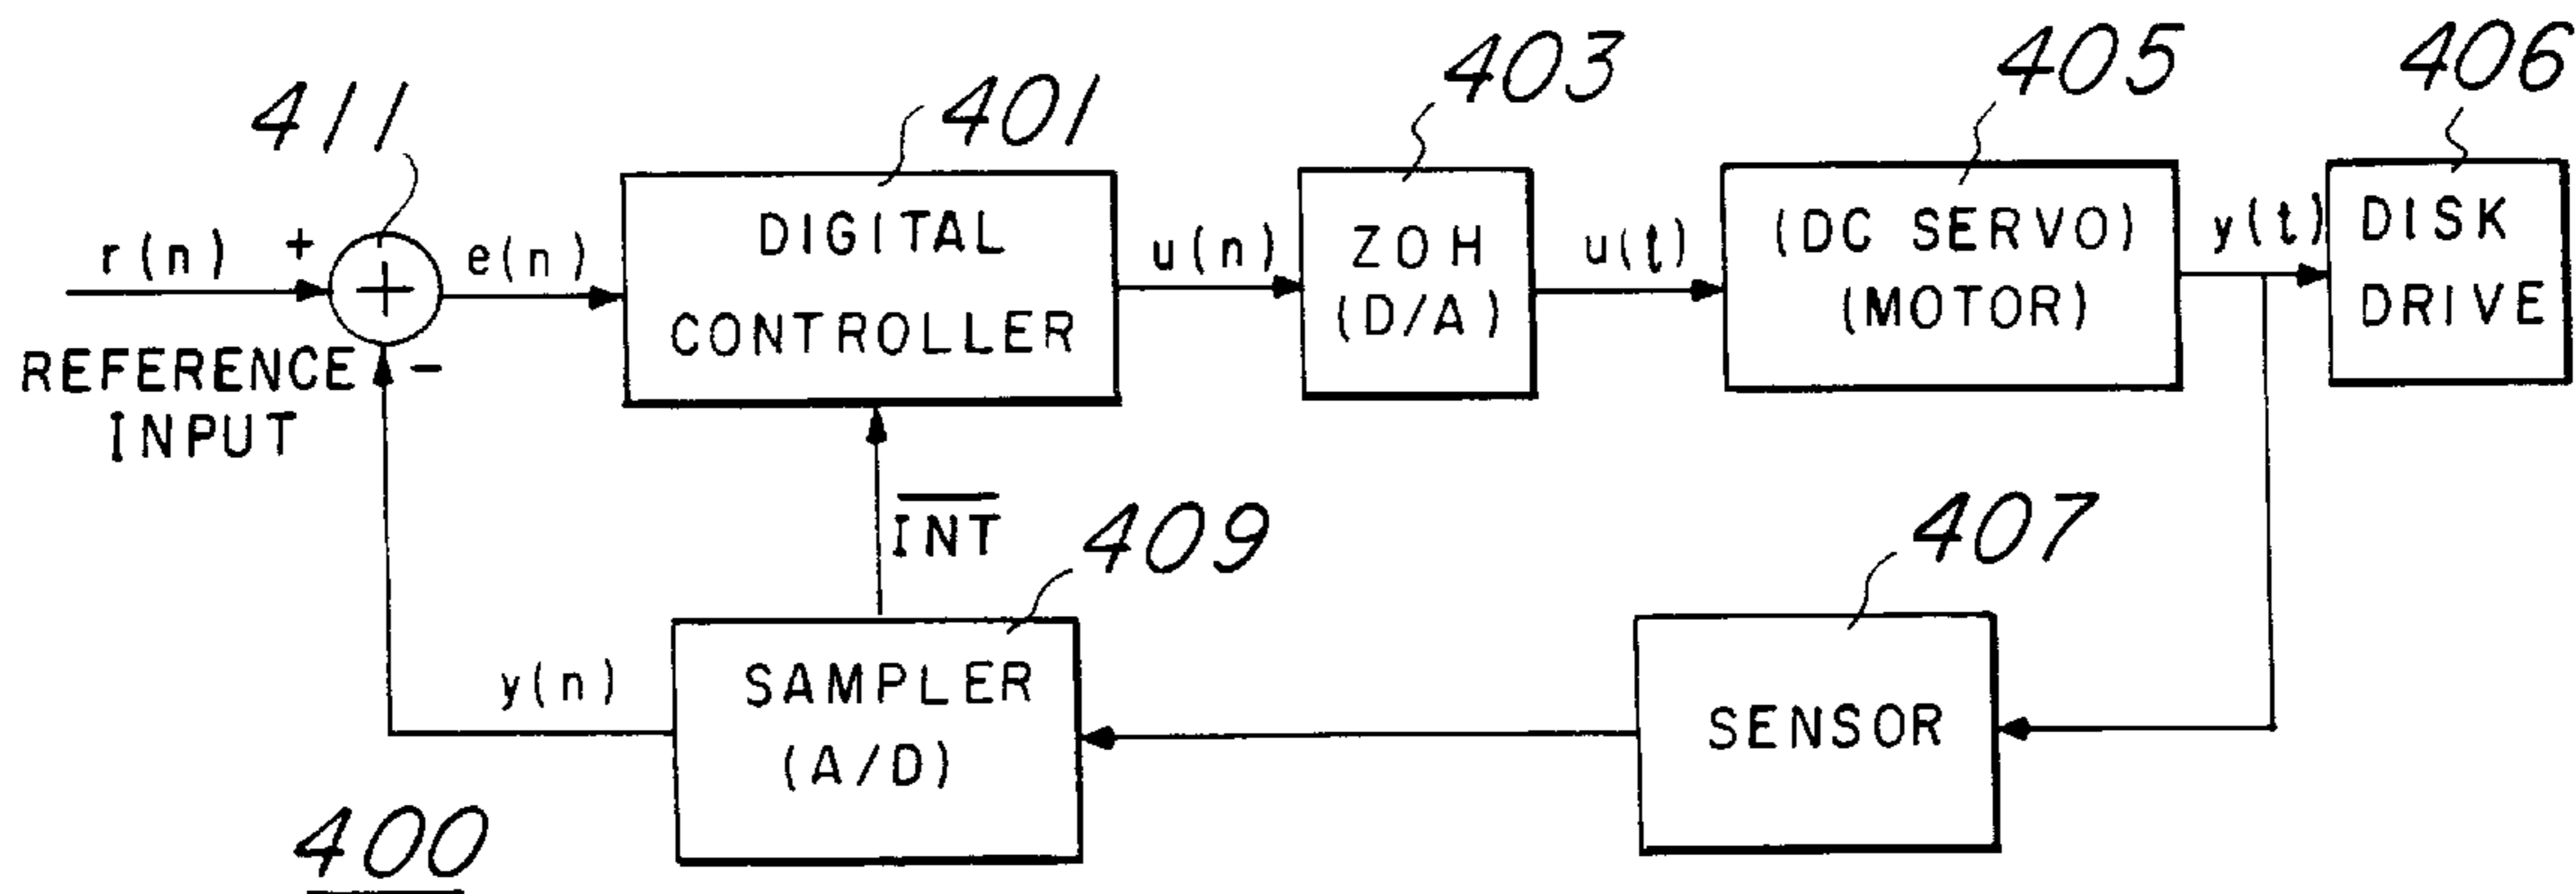 411
401
403
405
406
r(n)
+
e(n)
DIGITAL
CONTROLLER
u(n)
ZOH
(D/A)
u(t)
(DC SERVO)
(MOTOR)
y(t)
DISK
DRIVE
+
-
REFERENCE
INPUT
INT
409
407
y(n)
SAMPLER
(A/D)
SENSOR
400